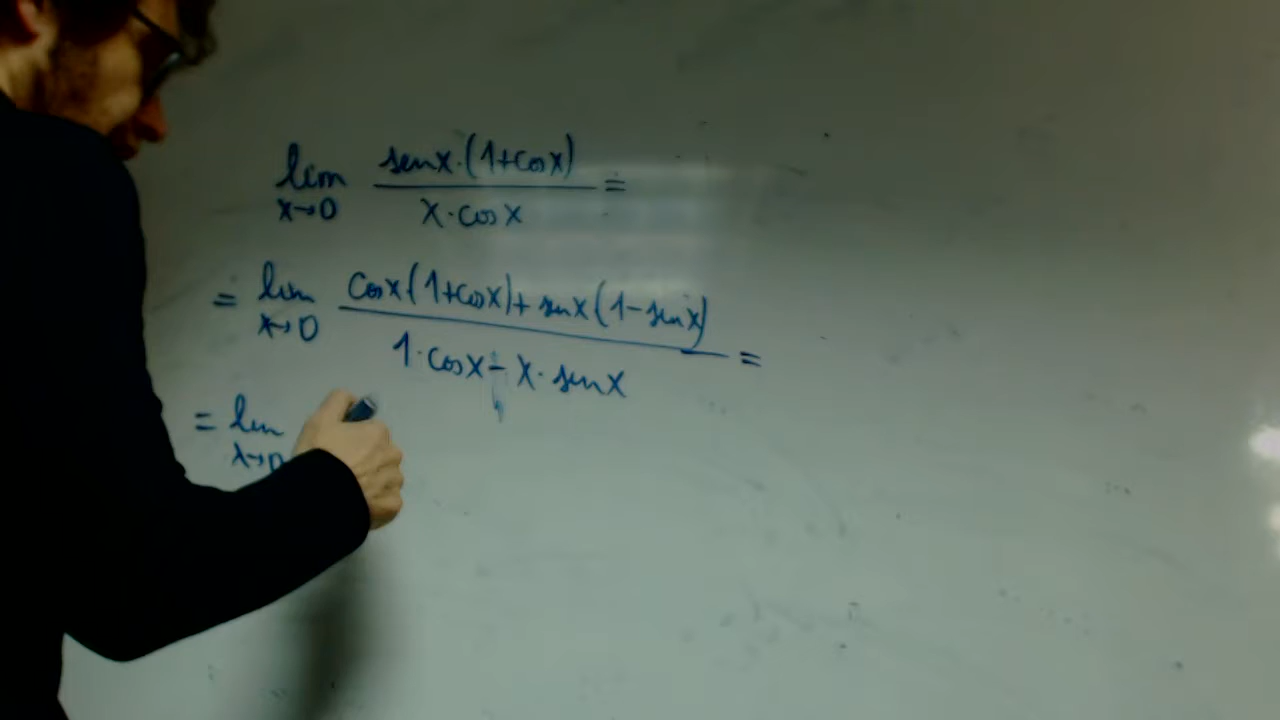 lim x→0 senx·(1+cosx) / x·cosx =
= lim x→0 cosx(1+cosx)+senx(1-senx) / 1·cosx - x·senx =
= lim x→0